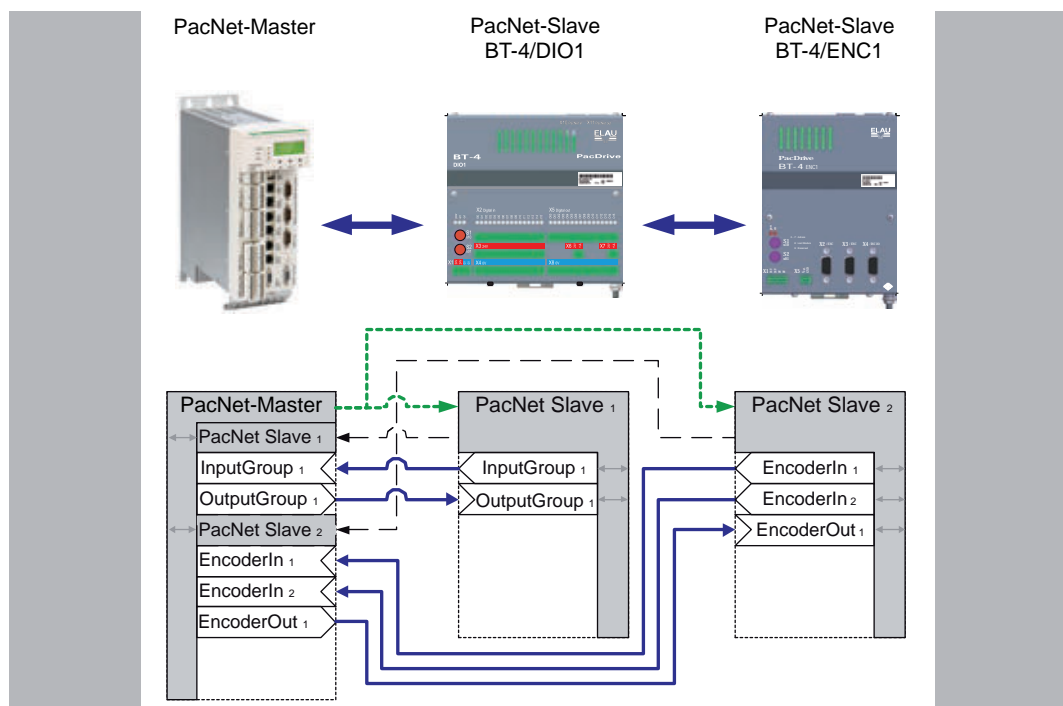 PacNet-Master
PacNet-Slave
BT-4/DIO1
PacNet-Slave
BT-4/ENC1
ELAU
BT-4
DIO1
PacDrive
ELAU
PacDrive
BT-4 ENC1
PacNet-Master
PacNet Slave 1
InputGroup 1
OutputGroup 1
PacNet Slave 2
EncoderIn 1
EncoderIn 2
EncoderOut 1
PacNet Slave 1
InputGroup 1
OutputGroup 1
PacNet Slave 2
EncoderIn 1
EncoderIn 2
EncoderOut 1